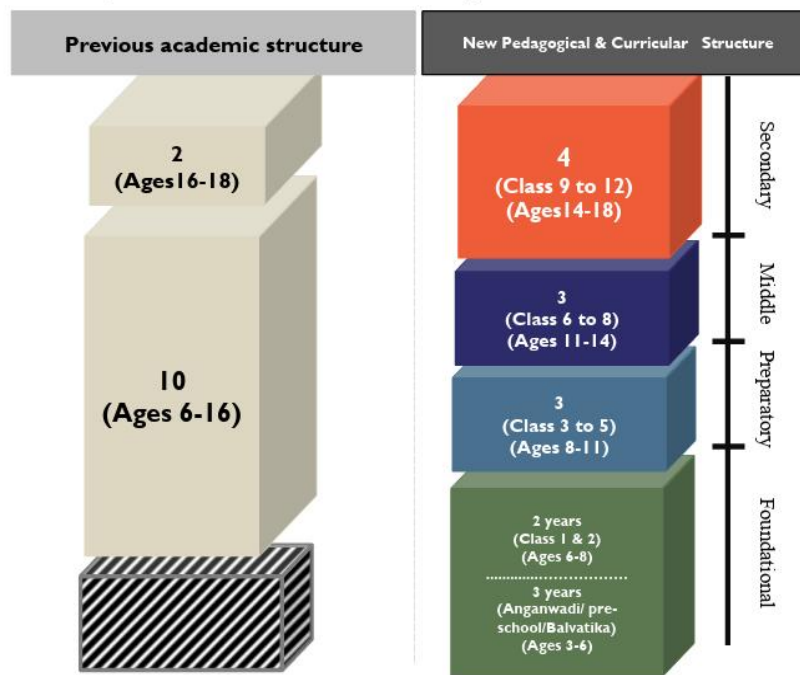 Previous academic structure
2
(Ages16-18)
10
(Ages 6-16)
New Pedagogical & Curricular Structure
4
(Class 9 to 12)
(Ages14-18)
3
(Class 6 to 8)
(Ages 11-14)
3
(Class 3 to 5)
(Ages 8-11)
2 years
(Class 1 & 2)
(Ages 6-8)
3 years
(Anganwadi/ pre-
school/Balvatika)
(Ages 3-6)
Secondary
Middle
Preparatory
Foundational